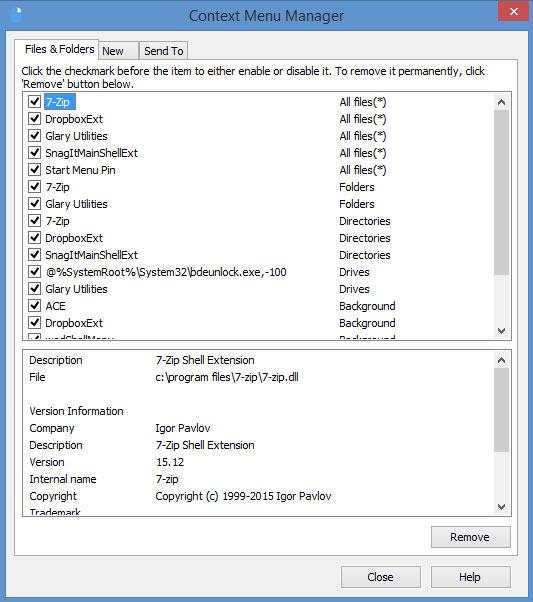 Context Menu Manager
Files & Folders New Send To
Click the checkmark before the item to either enable or disable it. To remove it permanently, click
'Remove' button below.
7-Zip All files(*)
DropboxExt All files(*)
Glary Utilities All files(*)
SnagItMainShellExt All files(*)
Start Menu Pin All files(*)
7-Zip Folders
Glary Utilities Folders
7-Zip Directories
DropboxExt Directories
SnagItMainShellExt Directories
@%SystemRoot%\System32\bdeunlock.exe,-100 Drives
Glary Utilities Drives
ACE Background
DropboxExt Background
Background
Description 7-Zip Shell Extension
File c:\program files\7-zip\7-zip.dll
Version Information
Company Igor Pavlov
Description 7-Zip Shell Extension
Version 15.12
Internal name 7-zip
Copyright Copyright (c) 1999-2015 Igor Pavlov
Trademark
Remove
Close Help